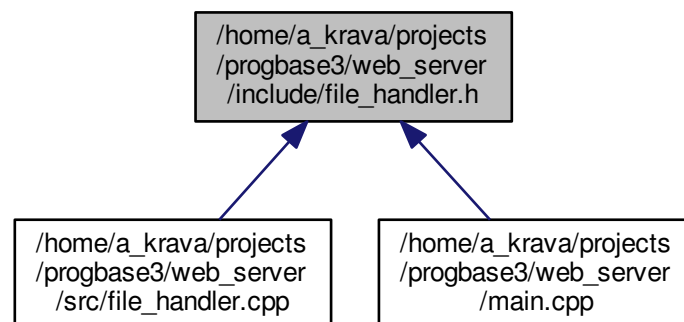 /home/a_krava/projects
/progbase3/web_server
/include/file_handler.h
/home/a_krava/projects
/progbase3/web_server
/src/file_handler.cpp
/home/a_krava/projects
/progbase3/web_server
/main.cpp